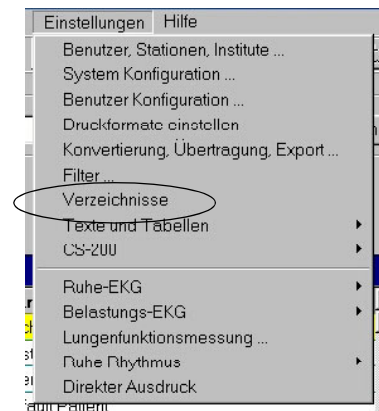 Einstellungen Hilfe
Benutzer, Stationen, Institute ...
System Konfiguration ...
Benutzer Konfiguration ...
Druckformate einstellen
Konvertierung, Übertragung, Export ...
Filter ...
Verzeichnisse
Texte und Tabellen
CS-200
Ruhe-EKG
Belastungs-EKG
Lungenfunktionsmessung ...
Ruhe Rhythmus
Direkter Ausdruck